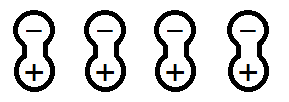 − − − −
+ + + +